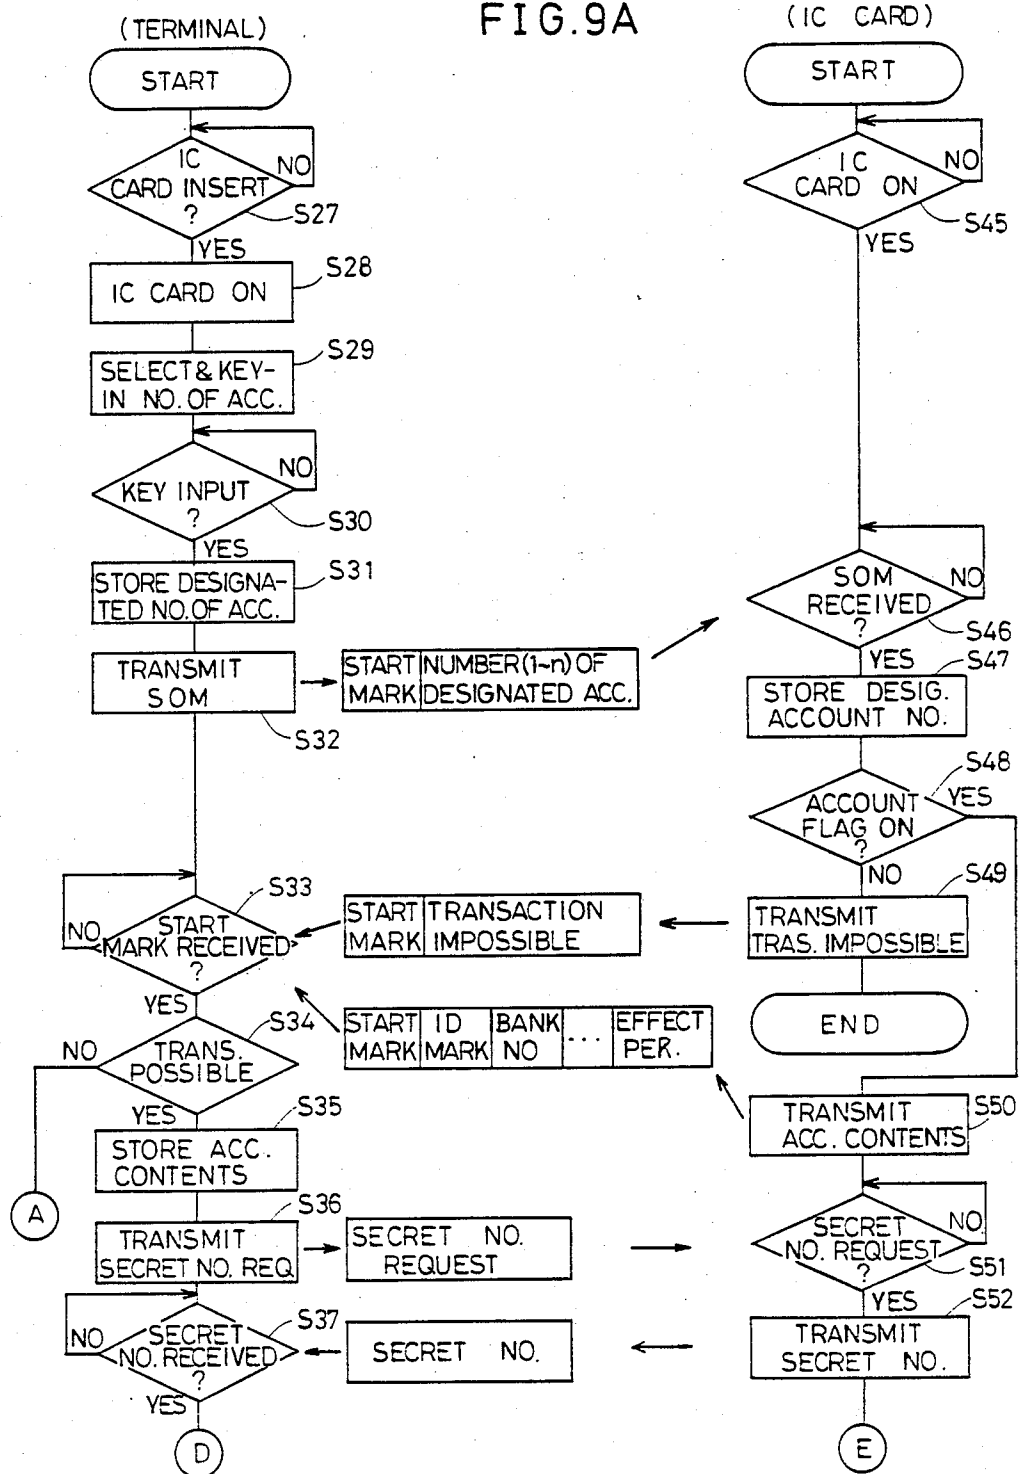 FIG.9A
(TERMINAL)
START
IC
CARD INSERT
?
NO
S27
YES
IC CARD ON
S28
SELECT & KEY-
IN NO. OF ACC.
S29
KEY INPUT
?
NO
S30
YES
STORE DESIGNA-
TED NO. OF ACC.
S31
TRANSMIT
SOM
S32
START
MARK
NUMBER(1~n) OF
DESIGNATED ACC.
START
MARK RECEIVED
?
NO
S33
YES
START
MARK
TRANSACTION
IMPOSSIBLE
TRANS.
POSSIBLE
NO
S34
YES
START
MARK
ID
MARK
BANK
NO
...
EFFECT
PER.
STORE ACC.
CONTENTS
S35
A
TRANSMIT
SECRET NO. REQ.
S36
SECRET NO.
REQUEST
SECRET
NO. RECEIVED
?
NO
S37
YES
SECRET NO.
D
(IC CARD)
START
IC
CARD ON
NO
S45
YES
SOM
RECEIVED
?
NO
S46
YES
STORE DESIG.
ACCOUNT NO.
S47
ACCOUNT
FLAG ON
?
S48
YES
NO
TRANSMIT
TRAS. IMPOSSIBLE
S49
END
TRANSMIT
ACC. CONTENTS
S50
SECRET
NO. REQUEST
?
NO
S51
YES
TRANSMIT
SECRET NO.
S52
E